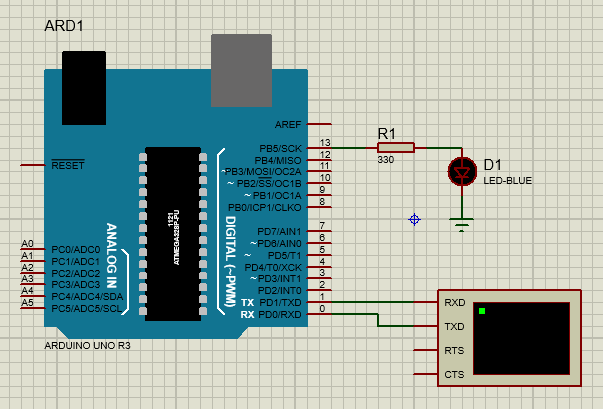 ARD1
AREF
RESET
PB5/SCK 13
PB4/MISO 12
~PB3/MOSI/OC2A 11
~PB2/SS/OC1B 10
~PB1/OC1A 9
PB0/ICP1/CLKO 8
PD7/AIN1 7
~PD6/AIN0 6
~PD5/T1 5
PD4/T0/XCK 4
~PD3/INT1 3
PD2/INT0 2
TX PD1/TXD 1
RX PD0/RXD 0
DIGITAL (~PWM)
1121
ATMEGA328P-PU
ANALOG IN
A0 PC0/ADC0
A1 PC1/ADC1
A2 PC2/ADC2
A3 PC3/ADC3
A4 PC4/ADC4/SDA
A5 PC5/ADC5/SCL
ARDUINO UNO R3
R1
330
D1
LED-BLUE
RXD
TXD
RTS
CTS